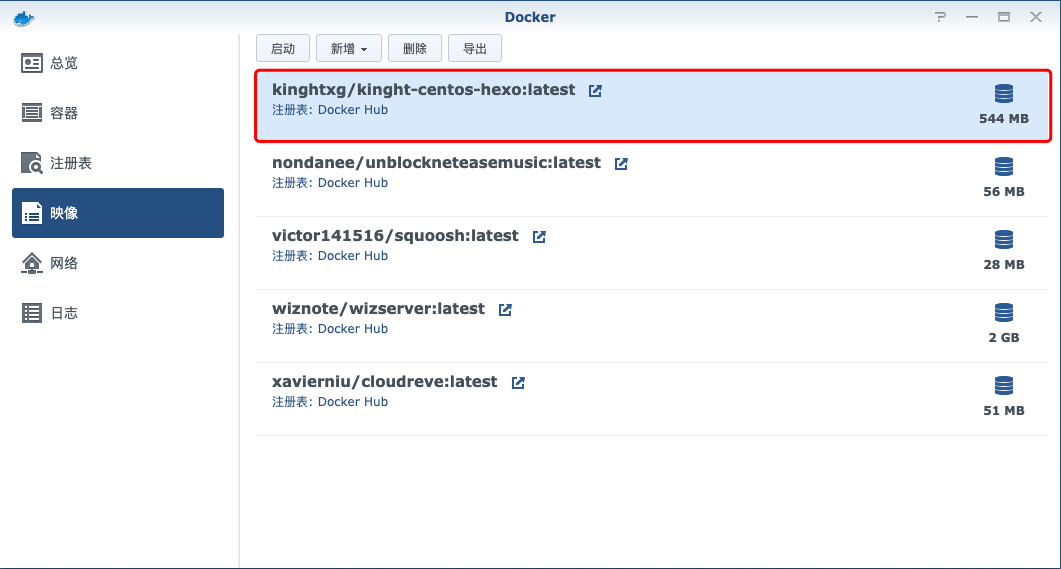 Docker
总览
容器
注册表
映像
网络
日志
启动 新增 删除 导出
kinghtxg/kinght-centos-hexo:latest
注册表: Docker Hub
544 MB
nondanee/unblockneteasemusic:latest
注册表: Docker Hub
56 MB
victor141516/squoosh:latest
注册表: Docker Hub
28 MB
wiznote/wizserver:latest
注册表: Docker Hub
2 GB
xavierniu/cloudreve:latest
注册表: Docker Hub
51 MB